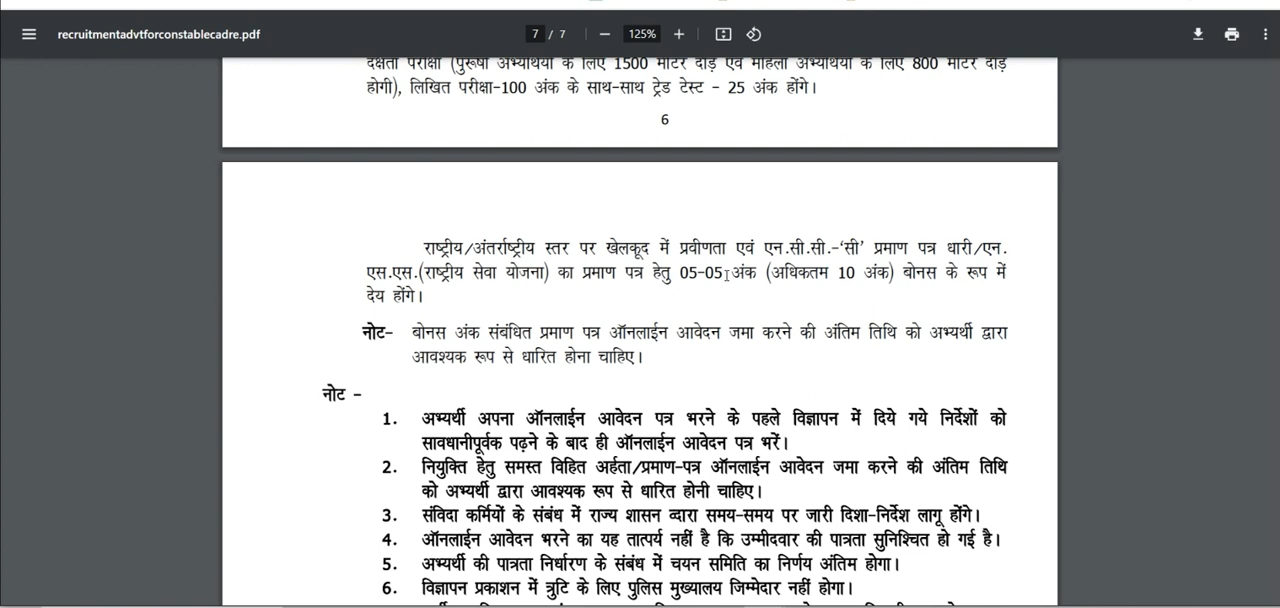 recruitmentadvtforconstablecadre.pdf
7 / 7
125%
दक्षता परीक्षा (पुरूषों अभ्यर्थियों के लिए 1500 मीटर दौड़ एवं महिला अभ्यर्थियों के लिए 800 मीटर दौड़
होगी), लिखित परीक्षा-100 अंक के साथ-साथ ट्रेड टेस्ट - 25 अंक होंगे।
6
राष्ट्रीय/अंतर्राष्ट्रीय स्तर पर खेलकूद में प्रवीणता एवं एन.सी.सी.-‘सी’ प्रमाण पत्र धारी/एन.
एस.एस.(राष्ट्रीय सेवा योजना) का प्रमाण पत्र हेतु 05-05 अंक (अधिकतम 10 अंक) बोनस के रूप में
देय होंगे।
नोट- बोनस अंक संबंधित प्रमाण पत्र ऑनलाईन आवेदन जमा करने की अंतिम तिथि को अभ्यर्थी द्वारा
आवश्यक रूप से धारित होना चाहिए।
नोट -
1. अभ्यर्थी अपना ऑनलाईन आवेदन पत्र भरने के पहले विज्ञापन में दिये गये निर्देशों को
सावधानीपूर्वक पढ़ने के बाद ही ऑनलाईन आवेदन पत्र भरें।
2. नियुक्ति हेतु समस्त विहित अर्हता/प्रमाण-पत्र ऑनलाईन आवेदन जमा करने की अंतिम तिथि
को अभ्यर्थी द्वारा आवश्यक रूप से धारित होनी चाहिए।
3. संविदा कर्मियों के संबंध में राज्य शासन व्दारा समय-समय पर जारी दिशा-निर्देश लागू होंगे।
4. ऑनलाईन आवेदन भरने का यह तात्पर्य नहीं है कि उम्मीदवार की पात्रता सुनिश्चित हो गई है।
5. अभ्यर्थी की पात्रता निर्धारण के संबंध में चयन समिति का निर्णय अंतिम होगा।
6. विज्ञापन प्रकाशन में त्रुटि के लिए पुलिस मुख्यालय जिम्मेदार नहीं होगा।